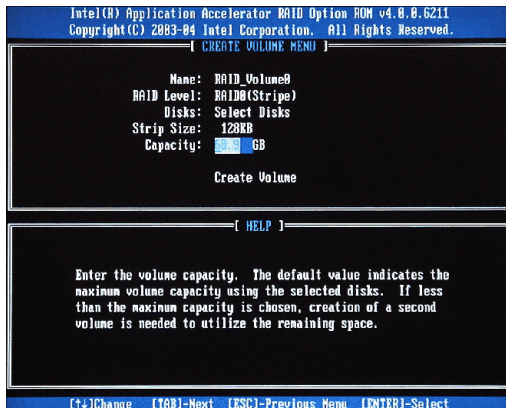 Intel(R) Application Accelerator RAID Option ROM v4.0.0.6211
Copyright(C) 2003-04 Intel Corporation. All Rights Reserved.
[ CREATE VOLUME MENU ]
Name: RAID_Volume0
RAID Level: RAID0(Stripe)
Disks: Select Disks
Strip Size: 128KB
Capacity: GB
Create Volume
[ HELP ]
Enter the volume capacity. The default value indicates the
maximum volume capacity using the selected disks. If less
than the maximum capacity is chosen, creation of a second
volume is needed to utilize the remaining space.
[↑↓]Change [TAB]-Next [ESC]-Previous Menu [ENTER]-Select